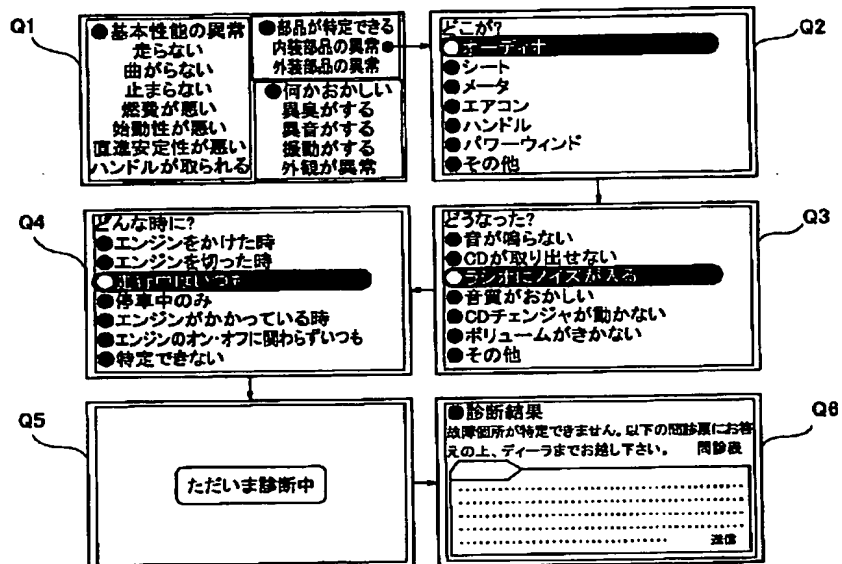 Q1
●基本性能の異常
走らない
曲がらない
止まらない
燃費が悪い
始動性が悪い
直進安定性が悪い
ハンドルが取られる
●部品が特定できる
内装部品の異常●
外装部品の異常
●何かおかしい
異臭がする
異音がする
振動がする
外観が異常
Q2
どこが?
○オーディオ
●シート
●メータ
●エアコン
●ハンドル
●パワーウィンド
●その他
Q4
どんな時に?
●エンジンをかけた時
●エンジンを切った時
●停車中のみ
●エンジンがかかっている時
●エンジンのオン・オフに関わらずいつも
●特定できない
Q3
どうなった?
●音が鳴らない
●CDが取り出せない
○ラジオにノイズが入る
●音質がおかしい
●CDチェンジャが動かない
●ボリュームがきかない
●その他
Q5
ただいま診断中
Q6
●診断結果
故障個所が特定できません。以下の問診票にお答
えの上、ディーラまでお越し下さい。 問診表
送信